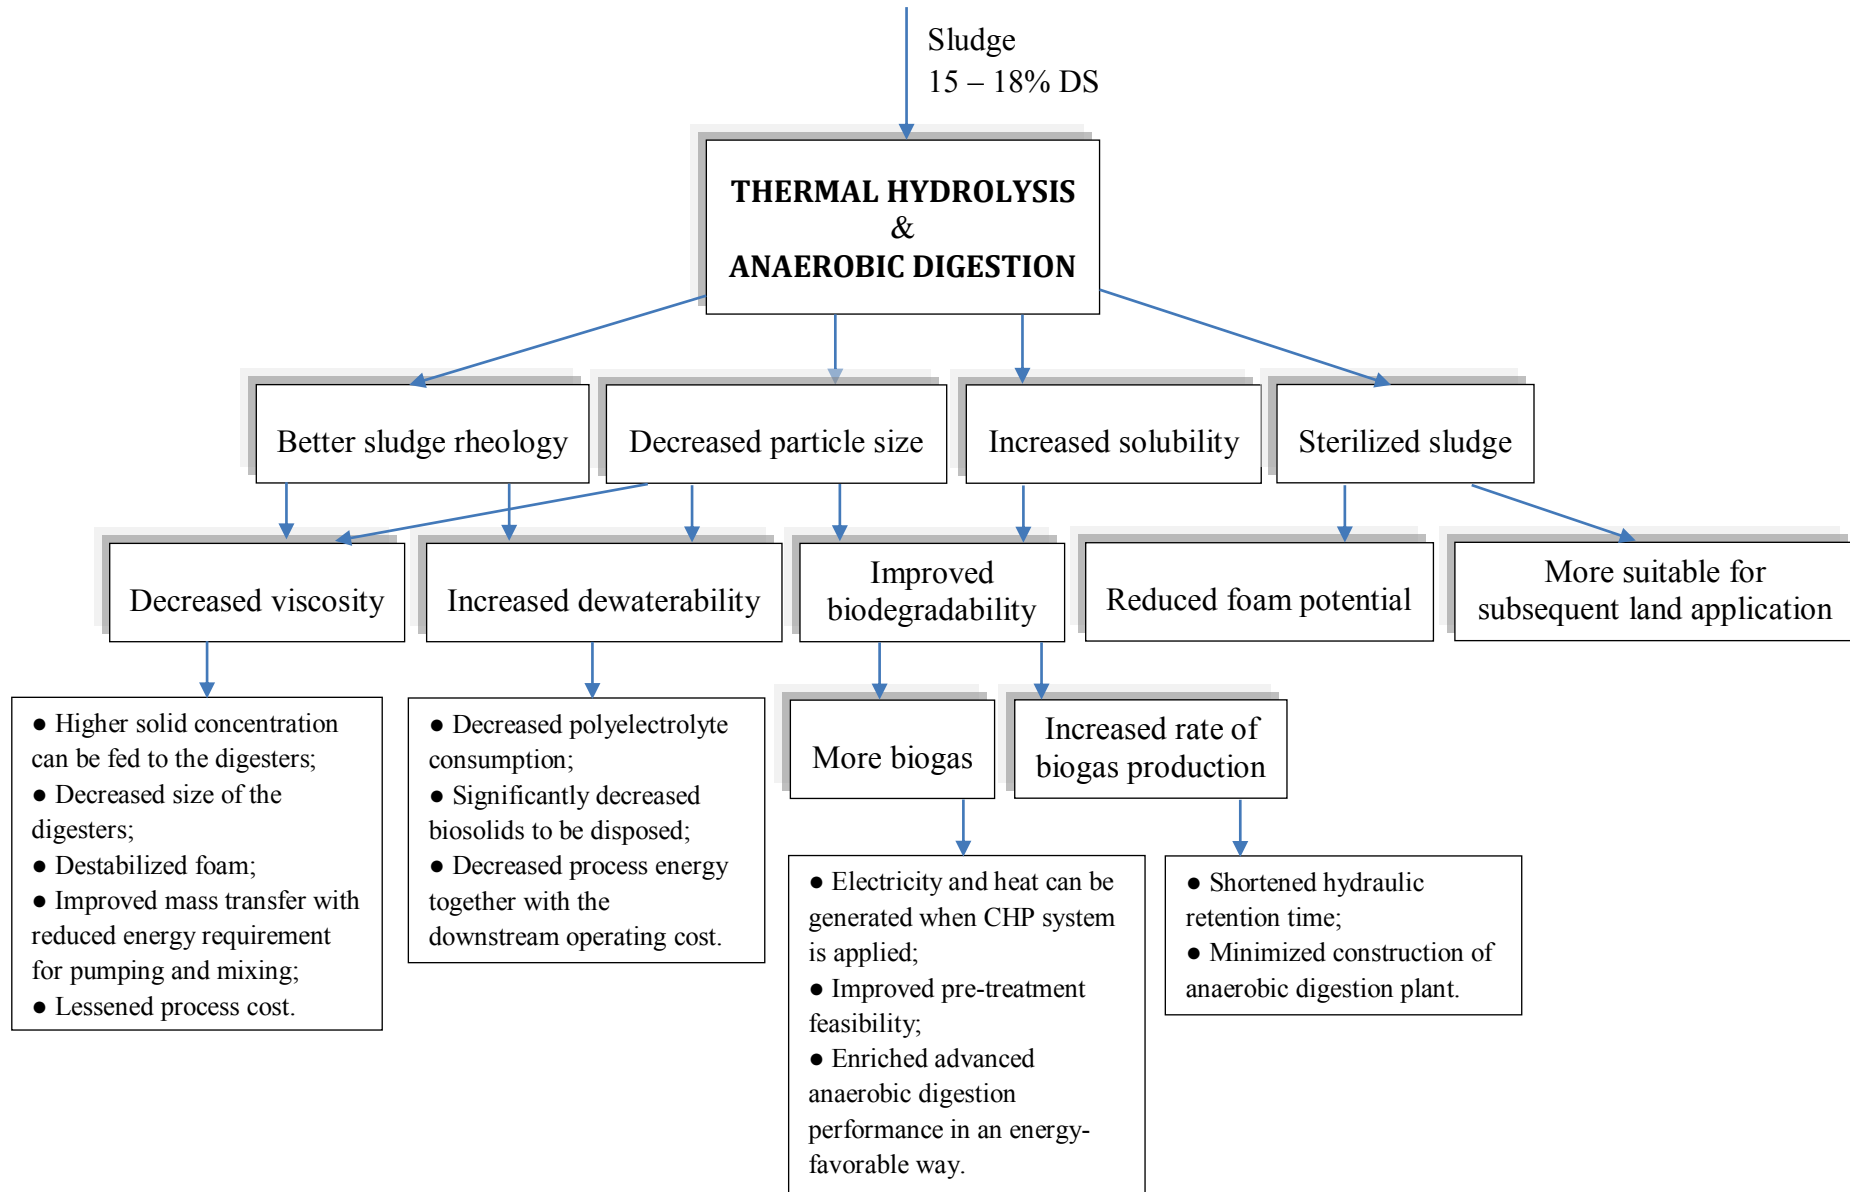 Sludge
15 – 18% DS
THERMAL HYDROLYSIS
&
ANAEROBIC DIGESTION
Better sludge rheology
Decreased particle size
Increased solubility
Sterilized sludge
Decreased viscosity
Increased dewaterability
Improved
biodegradability
Reduced foam potential
More suitable for
subsequent land application
● Higher solid concentration
can be fed to the digesters;
● Decreased size of the
digesters;
● Destabilized foam;
● Improved mass transfer with
reduced energy requirement
for pumping and mixing;
● Lessened process cost.
● Decreased polyelectrolyte
consumption;
● Significantly decreased
biosolids to be disposed;
● Decreased process energy
together with the
downstream operating cost.
More biogas
Increased rate of
biogas production
● Electricity and heat can be
generated when CHP system
is applied;
● Improved pre-treatment
feasibility;
● Enriched advanced
anaerobic digestion
performance in an energy-
favorable way.
● Shortened hydraulic
retention time;
● Minimized construction of
anaerobic digestion plant.